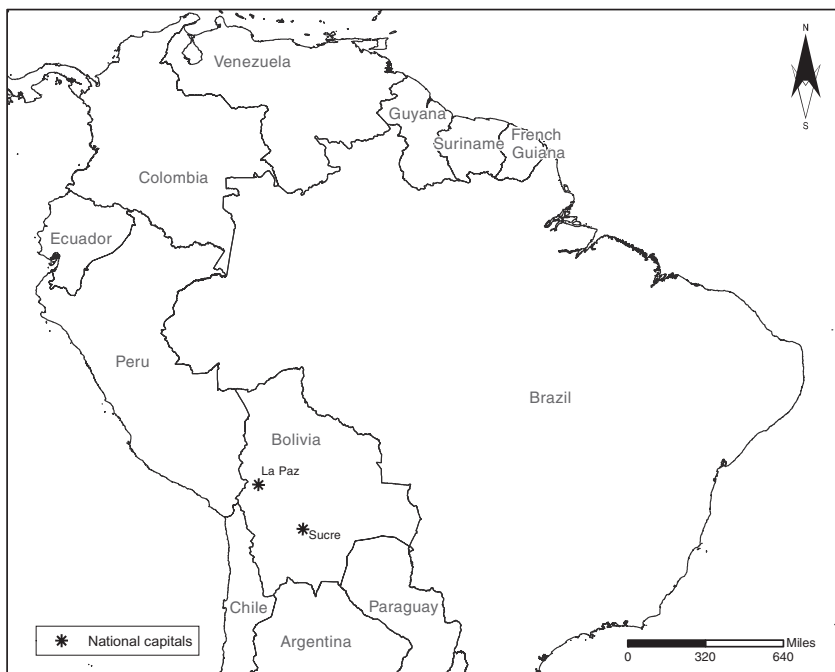 N
Venezuela
Guyana
Suriname
French
Guiana
S
Colombia
Ecuador
Peru
Brazil
Bolivia
La Paz
Sucre
Chile
Paraguay
Argentina
National capitals
Miles
0 320 640